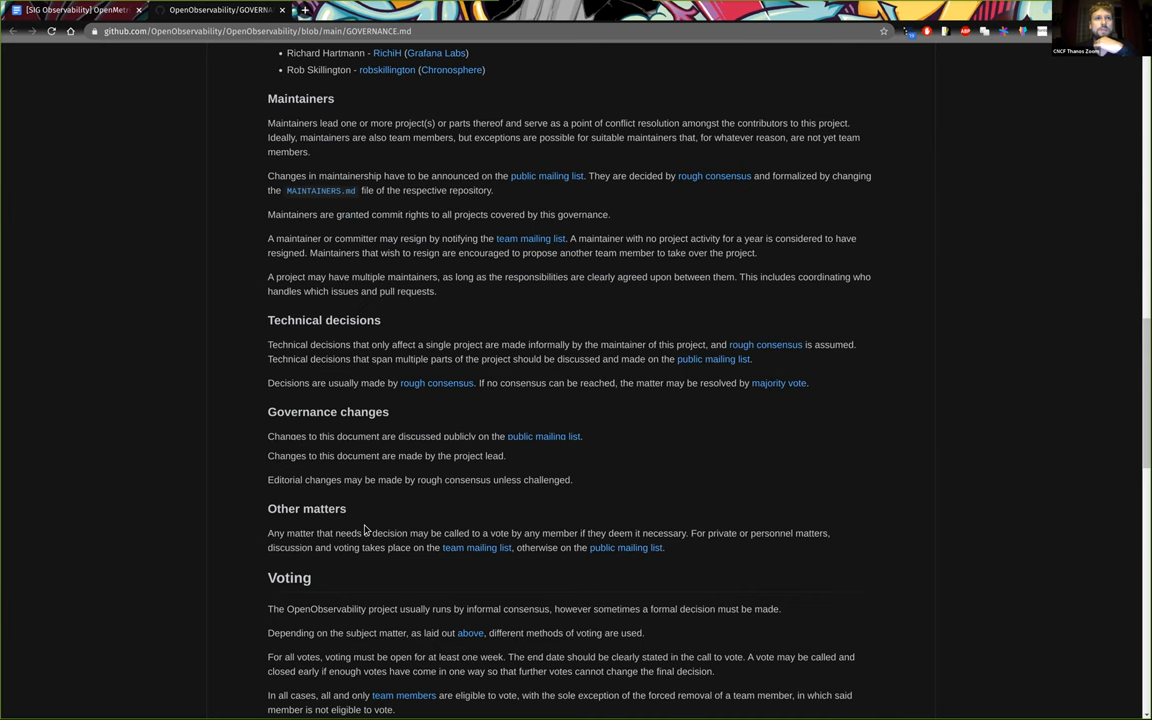 [SIG Observability] OpenMet
OpenObservability/GOVERNA
github.com/OpenObservability/OpenObservability/blob/main/GOVERNANCE.md
CNCF Thanos Zoom
• Richard Hartmann - RichiH (Grafana Labs)
• Rob Skillington - robskillington (Chronosphere)
Maintainers
Maintainers lead one or more project(s) or parts thereof and serve as a point of conflict resolution amongst the contributors to this project.
Ideally, maintainers are also team members, but exceptions are possible for suitable maintainers that, for whatever reason, are not yet team
members.
Changes in maintainership have to be announced on the public mailing list. They are decided by rough consensus and formalized by changing
the MAINTAINERS.md file of the respective repository.
Maintainers are granted commit rights to all projects covered by this governance.
A maintainer or committer may resign by notifying the team mailing list. A maintainer with no project activity for a year is considered to have
resigned. Maintainers that wish to resign are encouraged to propose another team member to take over the project.
A project may have multiple maintainers, as long as the responsibilities are clearly agreed upon between them. This includes coordinating who
handles which issues and pull requests.
Technical decisions
Technical decisions that only affect a single project are made informally by the maintainer of this project, and rough consensus is assumed.
Technical decisions that span multiple parts of the project should be discussed and made on the public mailing list.
Decisions are usually made by rough consensus. If no consensus can be reached, the matter may be resolved by majority vote.
Governance changes
Changes to this document are discussed publicly on the public mailing list.
Changes to this document are made by the project lead.
Editorial changes may be made by rough consensus unless challenged.
Other matters
Any matter that needs decision may be called to a vote by any member if they deem it necessary. For private or personnel matters,
discussion and voting takes place on the team mailing list, otherwise on the public mailing list.
Voting
The OpenObservability project usually runs by informal consensus, however sometimes a formal decision must be made.
Depending on the subject matter, as laid out above, different methods of voting are used.
For all votes, voting must be open for at least one week. The end date should be clearly stated in the call to vote. A vote may be called and
closed early if enough votes have come in one way so that further votes cannot change the final decision.
In all cases, all and only team members are eligible to vote, with the sole exception of the forced removal of a team member, in which said
member is not eligible to vote.